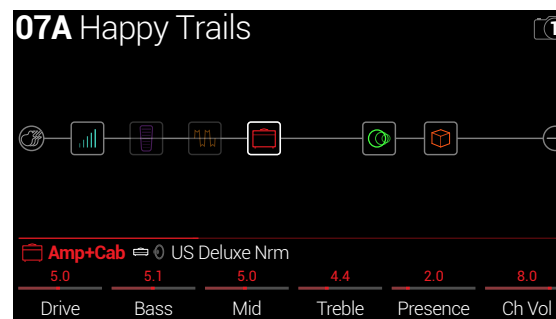 07A Happy Trails
Amp+Cab US Deluxe Nrm
5.0 5.1 5.0 4.4 2.0 8.0
Drive Bass Mid Treble Presence Ch Vol